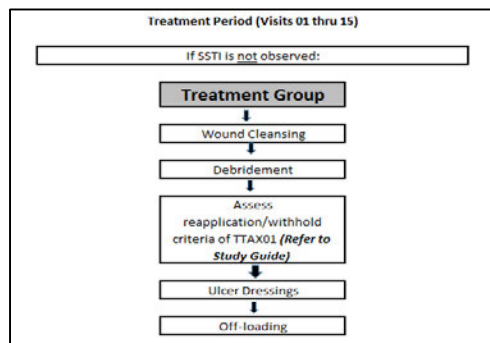 Treatment Period (Visits 01 thru 15)
If SSTI is not observed:
Treatment Group
Wound Cleansing
Debridement
Assess
reapplication/withhold
criteria of TTAX01 (Refer to
Study Guide)
Ulcer Dressings
Off-loading